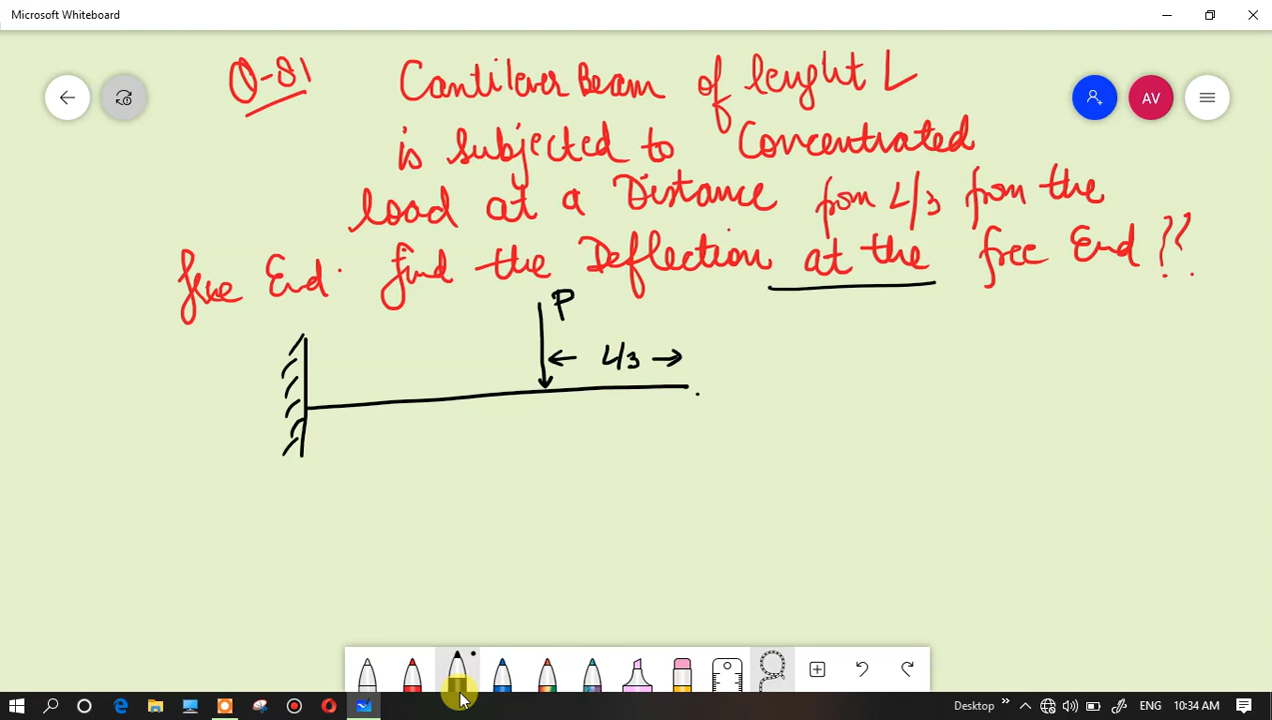 Microsoft Whiteboard
Q-81 Cantilever Beam of lenght L
is subjected to Concentrated
load at a Distance from L/3 from the
free End. find the Deflection at the free End ??
P
L/3
AV
Desktop
ENG
10:34 AM